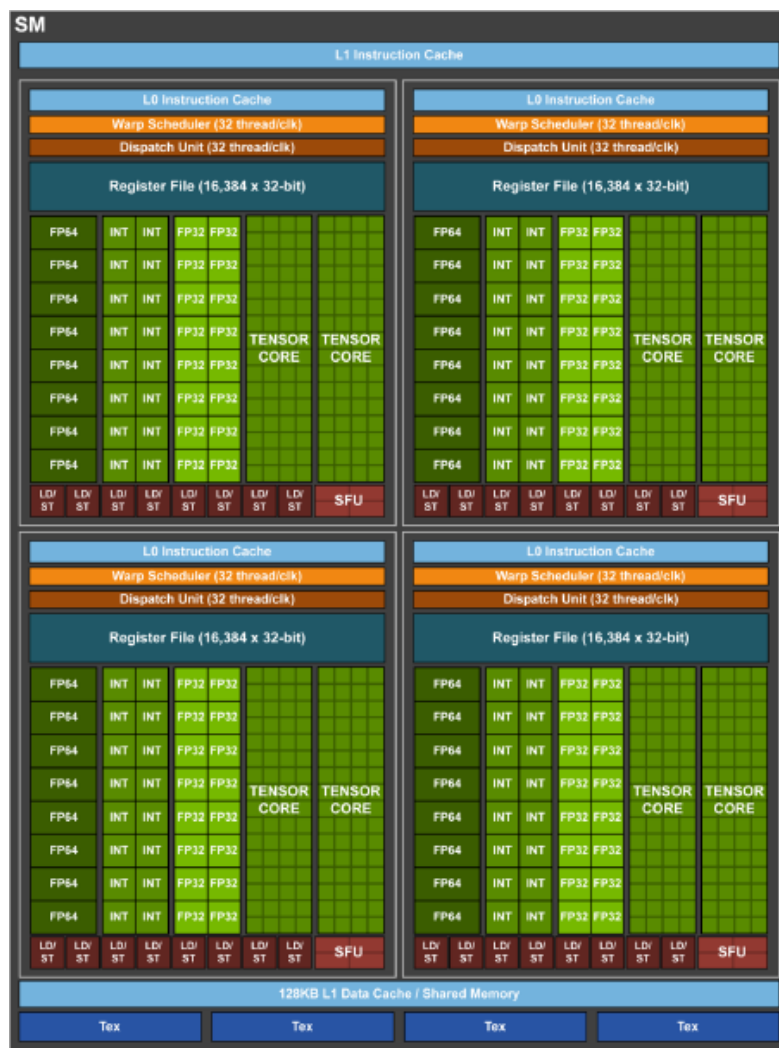 SM
L1 Instruction Cache
L0 Instruction Cache L0 Instruction Cache
Warp Scheduler (32 thread/clk) Warp Scheduler (32 thread/clk)
Dispatch Unit (32 thread/clk) Dispatch Unit (32 thread/clk)
Register File (16,384 x 32-bit) Register File (16,384 x 32-bit)
FP64 INT INT FP32 FP32 FP64 INT INT FP32 FP32
FP64 INT INT FP32 FP32 FP64 INT INT FP32 FP32
FP64 INT INT FP32 FP32 FP64 INT INT FP32 FP32
FP64 INT INT FP32 FP32 TENSOR TENSOR FP64 INT INT FP32 FP32 TENSOR TENSOR
FP64 INT INT FP32 FP32 CORE CORE FP64 INT INT FP32 FP32 CORE CORE
FP64 INT INT FP32 FP32 FP64 INT INT FP32 FP32
FP64 INT INT FP32 FP32 FP64 INT INT FP32 FP32
FP64 INT INT FP32 FP32 FP64 INT INT FP32 FP32
LD/ LD/ LD/ LD/ LD/ LD/ LD/ LD/ SFU LD/ LD/ LD/ LD/ LD/ LD/ LD/ LD/ SFU
ST ST ST ST ST ST ST ST ST ST ST ST ST ST ST ST
L0 Instruction Cache L0 Instruction Cache
Warp Scheduler (32 thread/clk) Warp Scheduler (32 thread/clk)
Dispatch Unit (32 thread/clk) Dispatch Unit (32 thread/clk)
Register File (16,384 x 32-bit) Register File (16,384 x 32-bit)
FP64 INT INT FP32 FP32 FP64 INT INT FP32 FP32
FP64 INT INT FP32 FP32 FP64 INT INT FP32 FP32
FP64 INT INT FP32 FP32 FP64 INT INT FP32 FP32
FP64 INT INT FP32 FP32 TENSOR TENSOR FP64 INT INT FP32 FP32 TENSOR TENSOR
FP64 INT INT FP32 FP32 CORE CORE FP64 INT INT FP32 FP32 CORE CORE
FP64 INT INT FP32 FP32 FP64 INT INT FP32 FP32
FP64 INT INT FP32 FP32 FP64 INT INT FP32 FP32
FP64 INT INT FP32 FP32 FP64 INT INT FP32 FP32
LD/ LD/ LD/ LD/ LD/ LD/ LD/ LD/ SFU LD/ LD/ LD/ LD/ LD/ LD/ LD/ LD/ SFU
ST ST ST ST ST ST ST ST ST ST ST ST ST ST ST ST
128KB L1 Data Cache / Shared Memory
Tex Tex Tex Tex